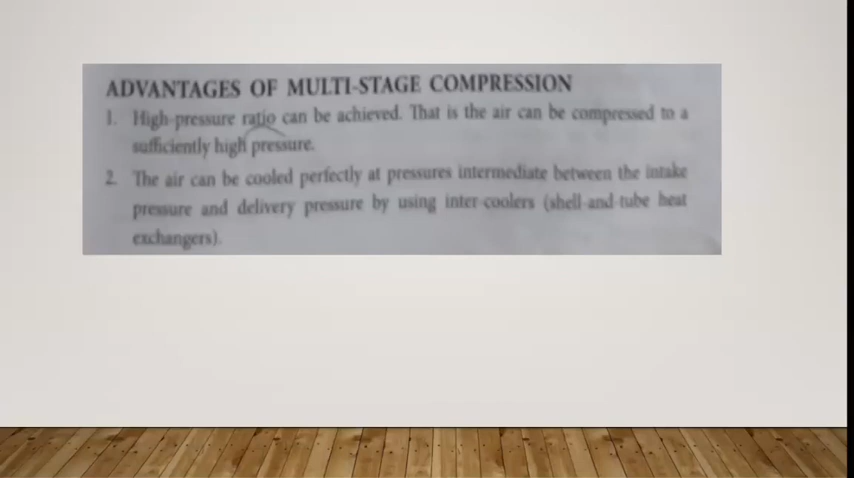 ADVANTAGES OF MULTI-STAGE COMPRESSION
1. High-pressure ratio can be achieved. That is the air can be compressed to a
sufficiently high pressure.
2. The air can be cooled perfectly at pressures intermediate between the intake
pressure and delivery pressure by using inter-coolers (shell-and-tube heat
exchangers).